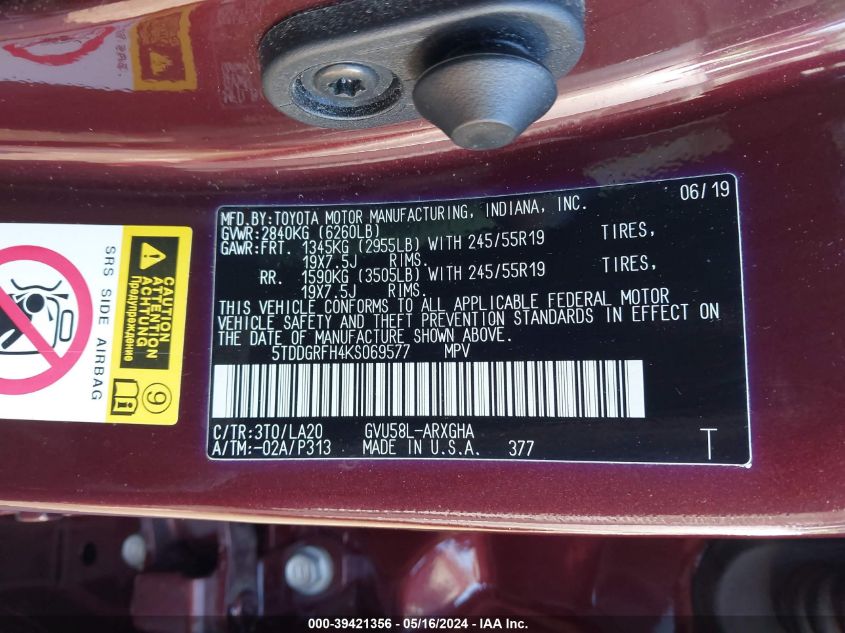 06/19
MFD.BY:TOYOTA MOTOR MANUFACTURING, INDIANA, INC.
GVWR:2840KG (6260LB)
GAWR:FRT. 1345KG (2955LB) WITH 245/55R19 TIRES,
19X7.5J RIMS.
RR. 1590KG (3505LB) WITH 245/55R19 TIRES,
19X7.5J RIMS.
THIS VEHICLE CONFORMS TO ALL APPLICABLE FEDERAL MOTOR
VEHICLE SAFETY AND THEFT PREVENTION STANDARDS IN EFFECT ON
THE DATE OF MANUFACTURE SHOWN ABOVE.
5TDDGRFH4KS069577 MPV
C/TR:3T0/LA20 GVU58L-ARXGHA
A/TM:-02A/P313 MADE IN U.S.A. 377 T
SRS SIDE AIRBAG
CAUTION
ATTENTION
ACHTUNG
Предупреждение
9
000-39421356 — 05/16/2024 — IAA Inc.